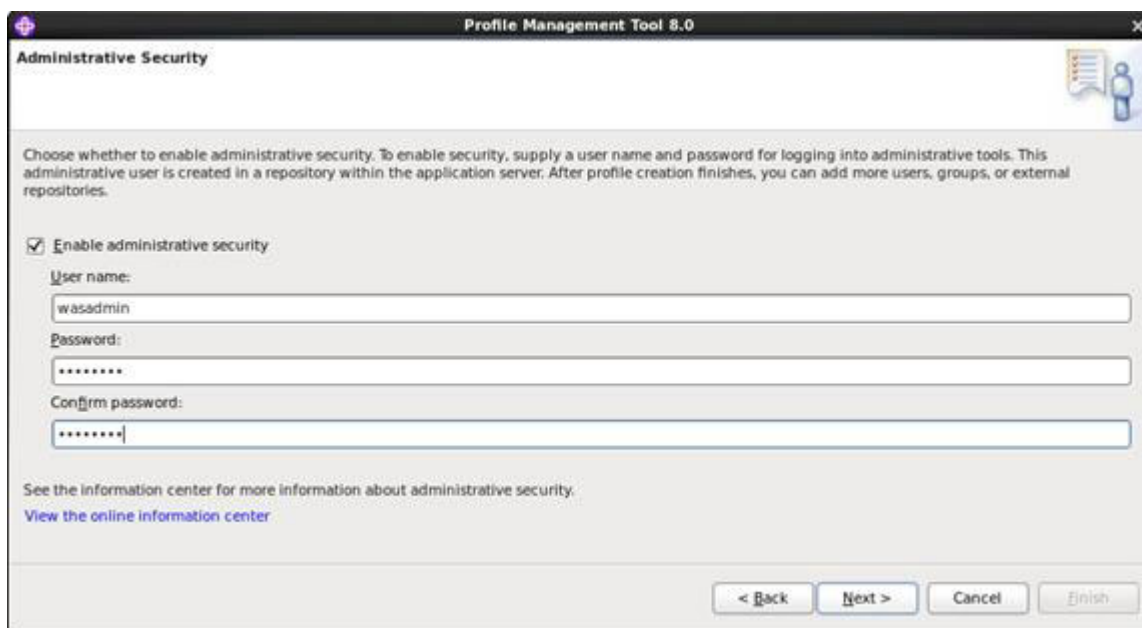 Profile Management Tool 8.0
Administrative Security
Choose whether to enable administrative security. To enable security, supply a user name and password for logging into administrative tools. This
administrative user is created in a repository within the application server. After profile creation finishes, you can add more users, groups, or external
repositories.
Enable administrative security
User name:
wasadmin
Password:
••••••••
Confirm password:
••••••••
See the information center for more information about administrative security.
View the online information center
< Back Next > Cancel Finish